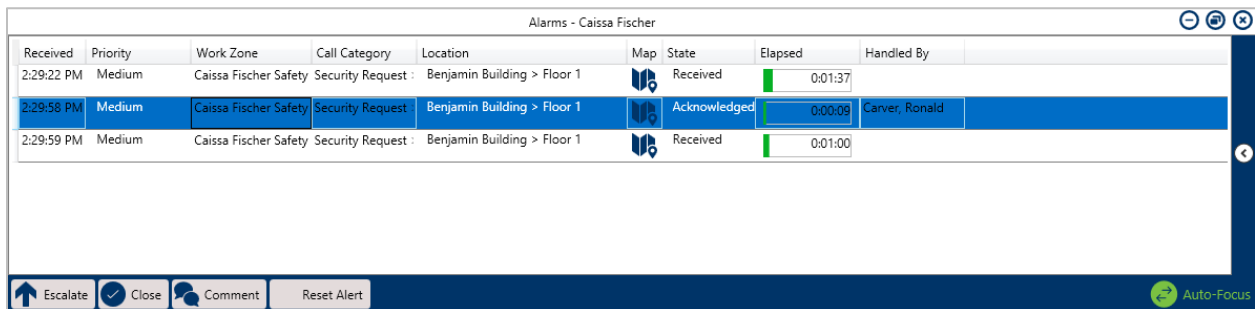 Alarms - Caissa Fischer
Received Priority Work Zone Call Category Location Map State Elapsed Handled By
2:29:22 PM Medium Caissa Fischer Safety Security Request : Benjamin Building > Floor 1 Received 0:01:37
2:29:58 PM Medium Caissa Fischer Safety Security Request Benjamin Building > Floor 1 Acknowledged 0:00:09 Carver, Ronald
2:29:59 PM Medium Caissa Fischer Safety Security Request : Benjamin Building > Floor 1 Received 0:01:00
Escalate Close Comment Reset Alert Auto-Focus